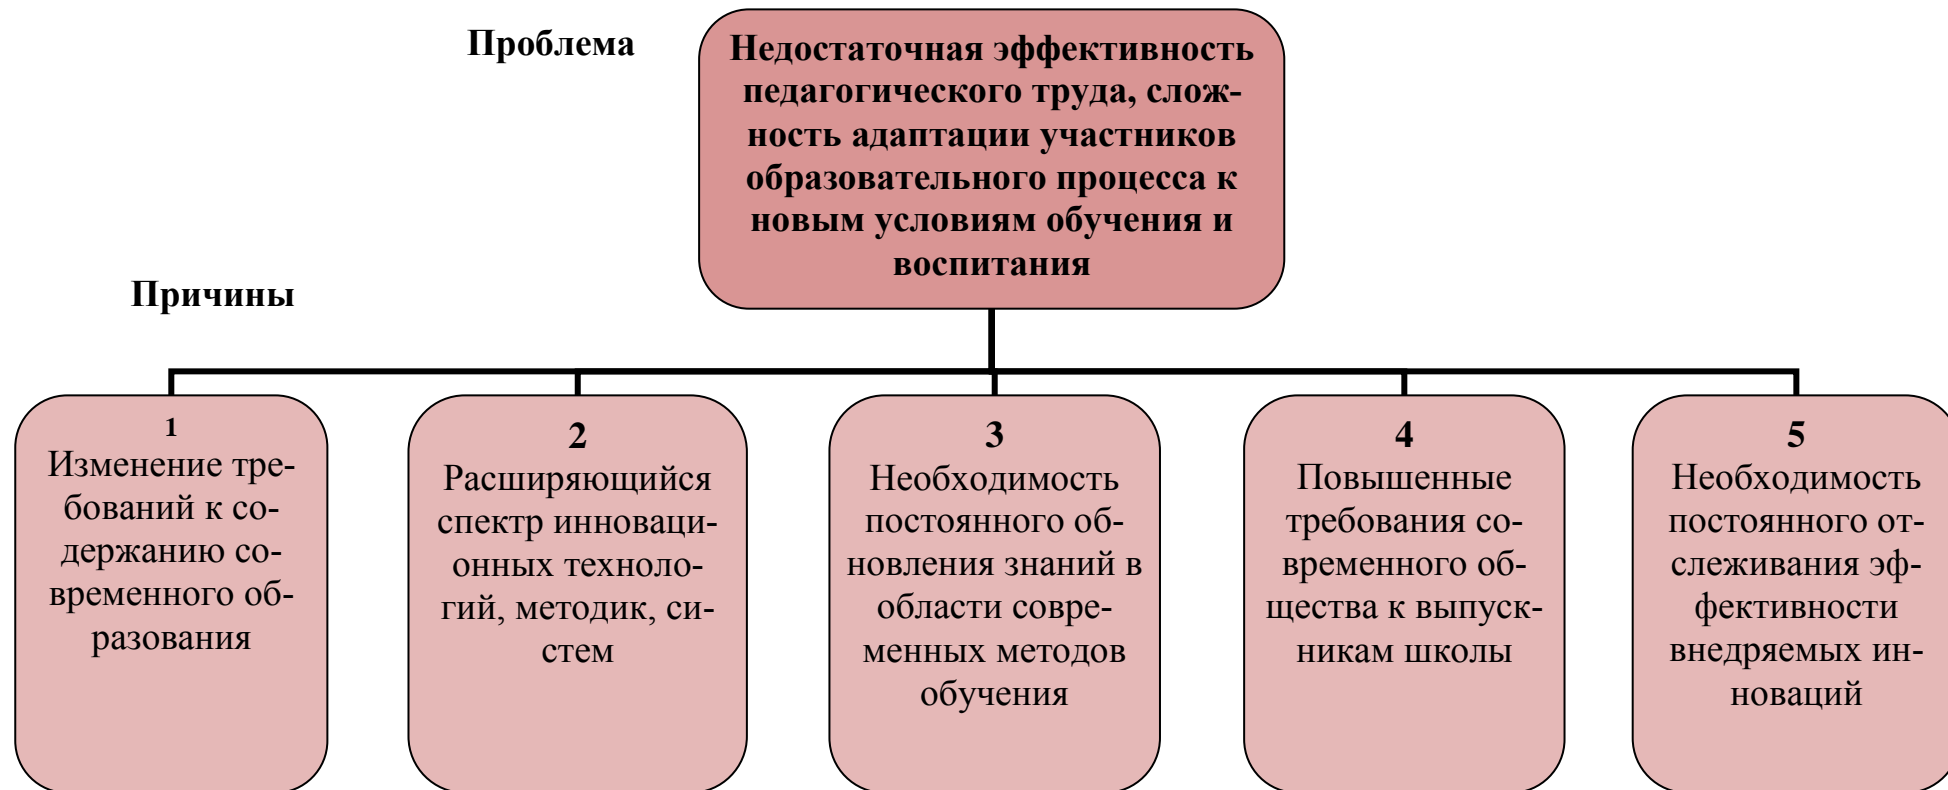 Проблема
Недостаточная эффективность
педагогического труда, слож-
ность адаптации участников
образовательного процесса к
новым условиям обучения и
воспитания
Причины
1
Изменение тре-
бований к со-
держанию со-
временного об-
разования
2
Расширяющийся
спектр инноваци-
онных техноло-
гий, методик, си-
стем
3
Необходимость
постоянного об-
новления знаний в
области совре-
менных методов
обучения
4
Повышенные
требования со-
временного об-
щества к выпуск-
никам школы
5
Необходимость
постоянного от-
слеживания эф-
фективности
внедряемых ин-
новаций